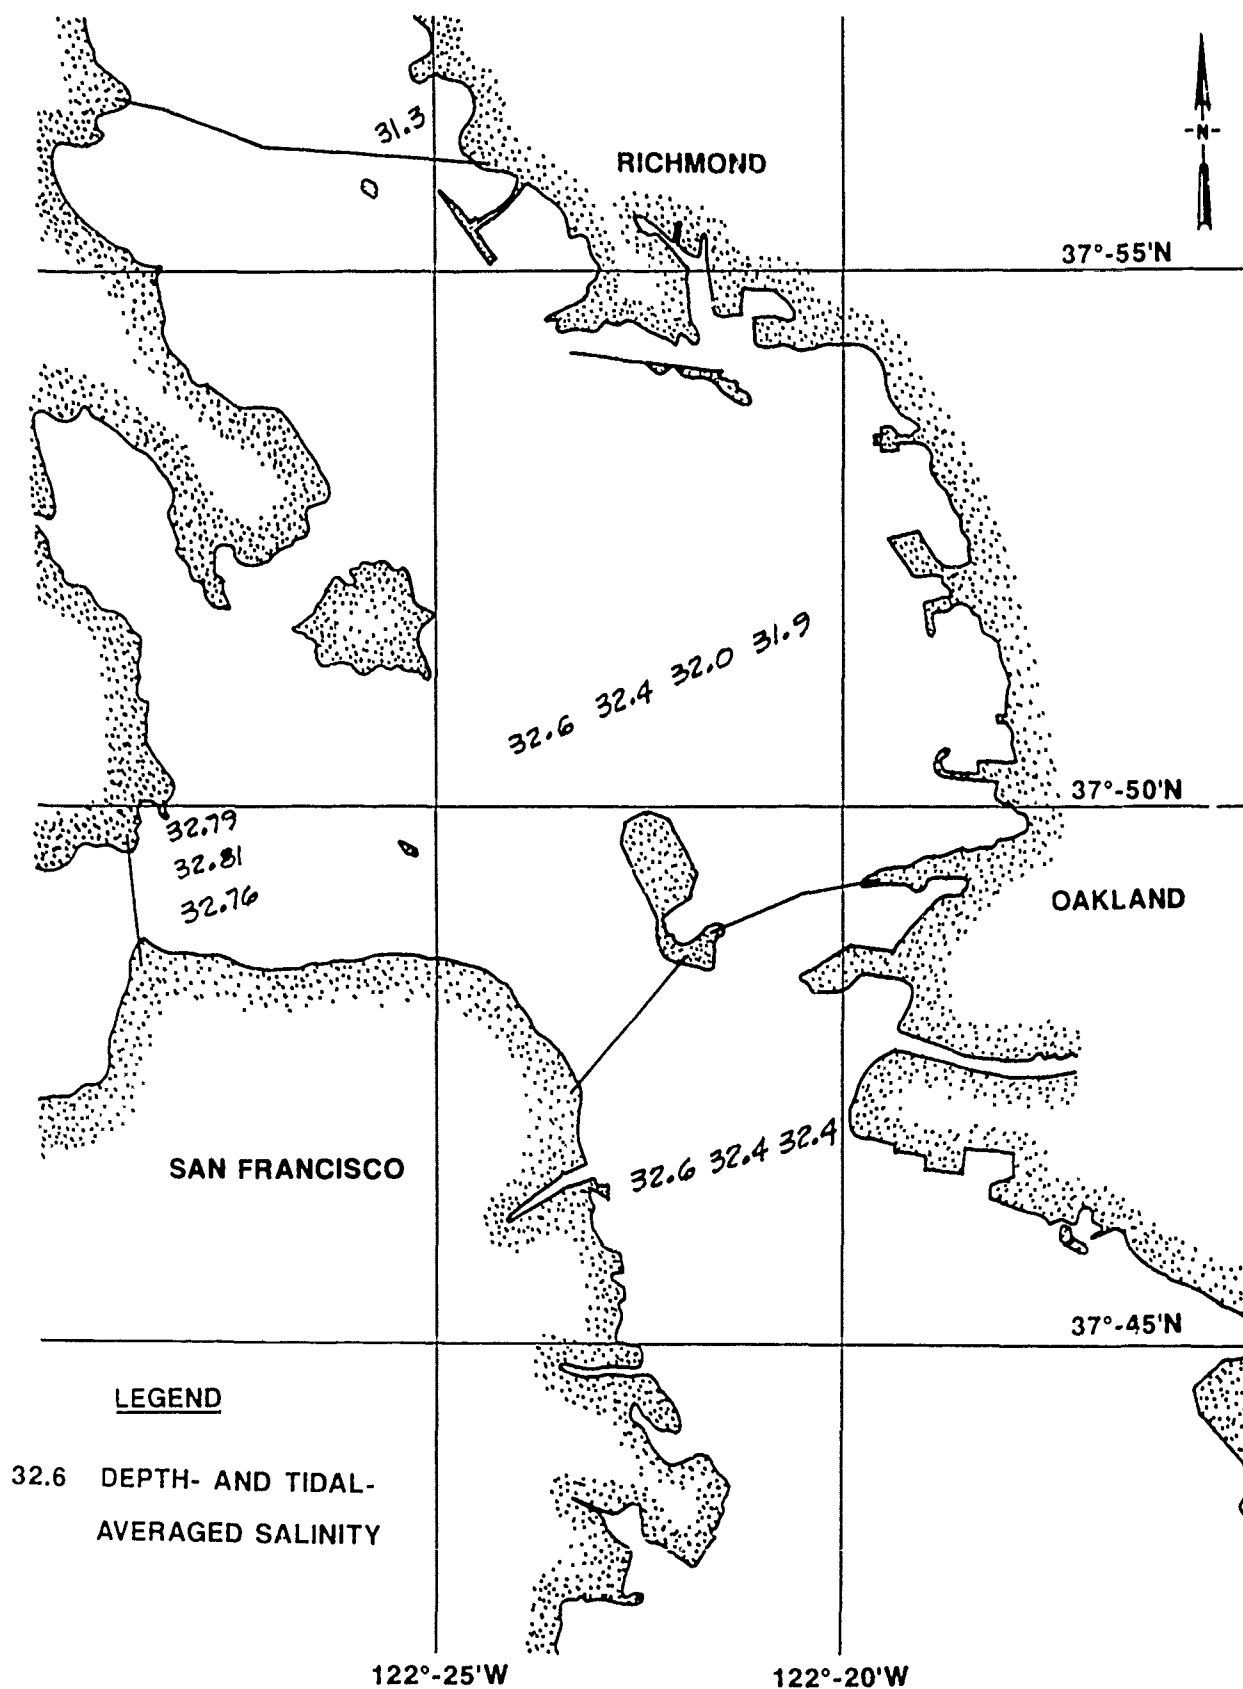 31.3
RICHMOND
-N-
37°-55'N
32.6 32.4 32.0 31.9
37°-50'N
32.79
32.81
32.76
OAKLAND
SAN FRANCISCO
32.6 32.4 32.4
37°-45'N
LEGEND
32.6 DEPTH- AND TIDAL-
AVERAGED SALINITY
122°-25'W
122°-20'W